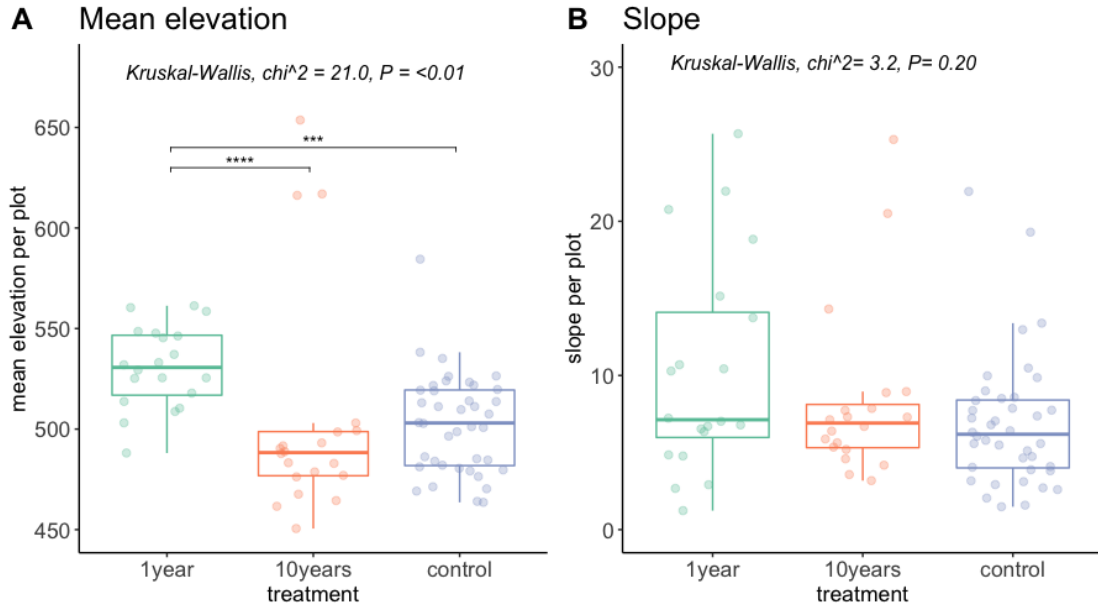 A Mean elevation
Kruskal-Wallis, chi^2 = 21.0, P = <0.01
650
600
550
500
450
mean elevation per plot
***
****
1year 10years control
treatment
B Slope
Kruskal-Wallis, chi^2= 3.2, P= 0.20
30
20
10
0
slope per plot
1year 10years control
treatment